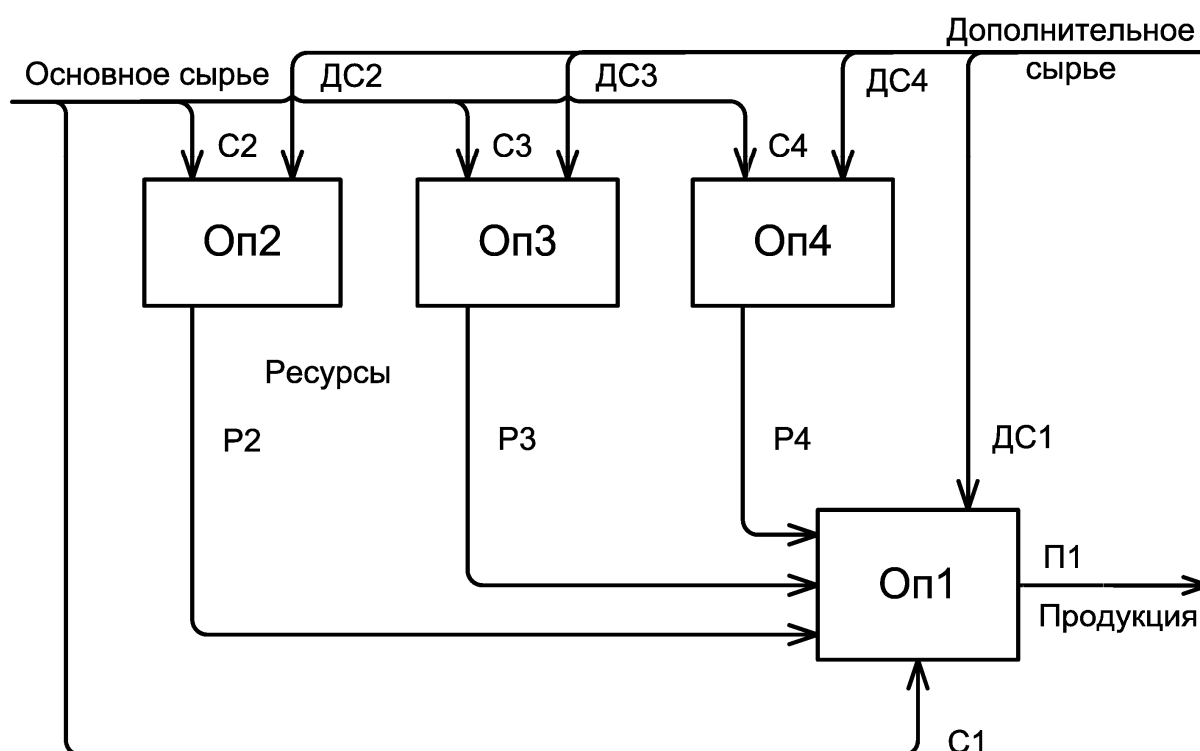 Дополнительное
сырье
Основное сырье
ДС2
ДС3
ДС4
С2
С3
С4
Оп2
Оп3
Оп4
Ресурсы
Р2
Р3
Р4
ДС1
Оп1
П1
Продукция
С1